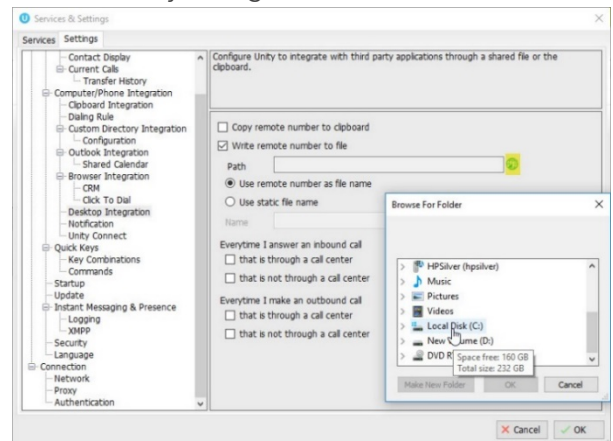 Services & Settings
Services Settings
Contact Display
Current Calls
Transfer History
Computer/Phone Integration
Clipboard Integration
Dialing Rule
Custom Directory Integration
Configuration
Outlook Integration
Shared Calendar
Browser Integration
CRM
Click To Dial
Desktop Integration
Notification
Unity Connect
Quick Keys
Key Combinations
Commands
Startup
Update
Instant Messaging & Presence
Logging
XMPP
Security
Language
Connection
Network
Proxy
Authentication
Configure Unity to integrate with third party applications through a shared file or the
clipboard.
Copy remote number to clipboard
Write remote number to file
Path
Use remote number as file name
Use static file name
Name
Everytime I answer an inbound call
that is through a call center
that is not through a call center
Everytime I make an outbound call
that is through a call center
that is not through a call center
Browse For Folder
HPSilver (hpsilver)
Music
Pictures
Videos
Local Disk (C:)
New (D:)
DVD
Space free: 160 GB
Total size: 232 GB
Make New Folder OK Cancel
Cancel OK